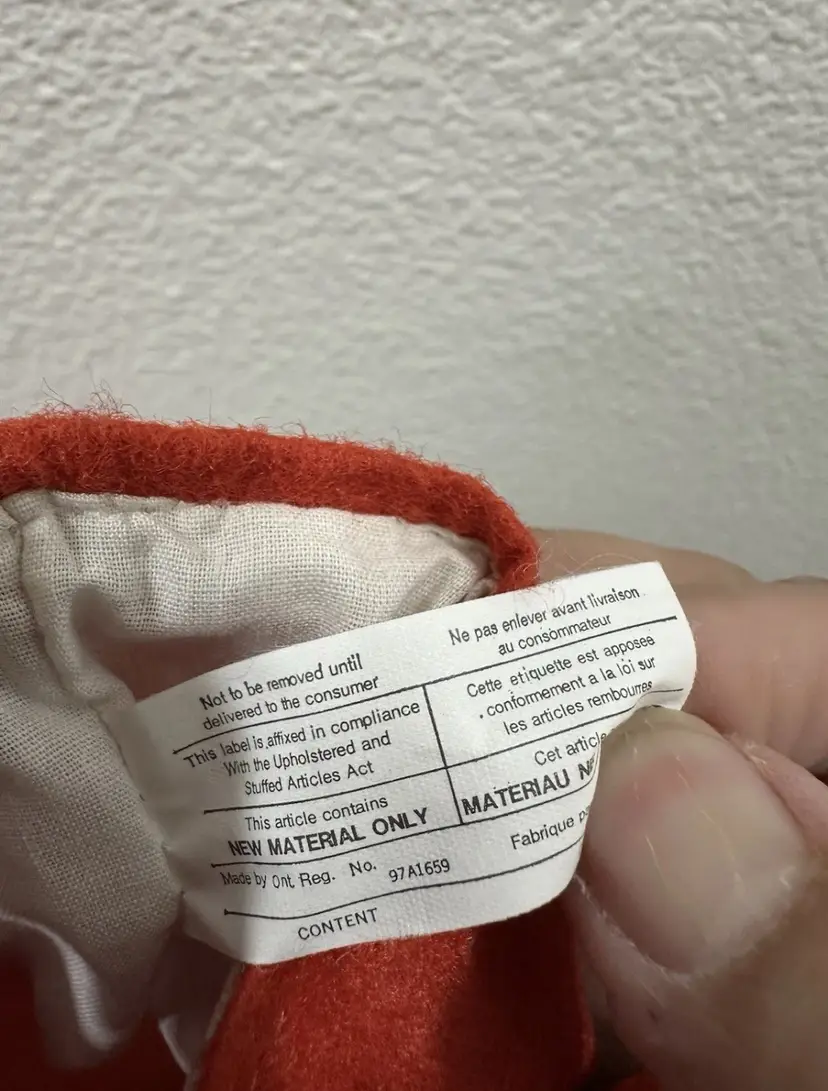 Not to be removed until
delivered to the consumer
Ne pas enlever avant livraison
au consommateur
This label is affixed in compliance
With the Upholstered and
Stuffed Articles Act
Cette etiquette est apposee
conformement a la loi sur
les articles rembourres
This article contains
NEW MATERIAL ONLY
Cet article
MATERIAU
Made by Ont. Reg. No. 97A1659
Fabrique
CONTENT